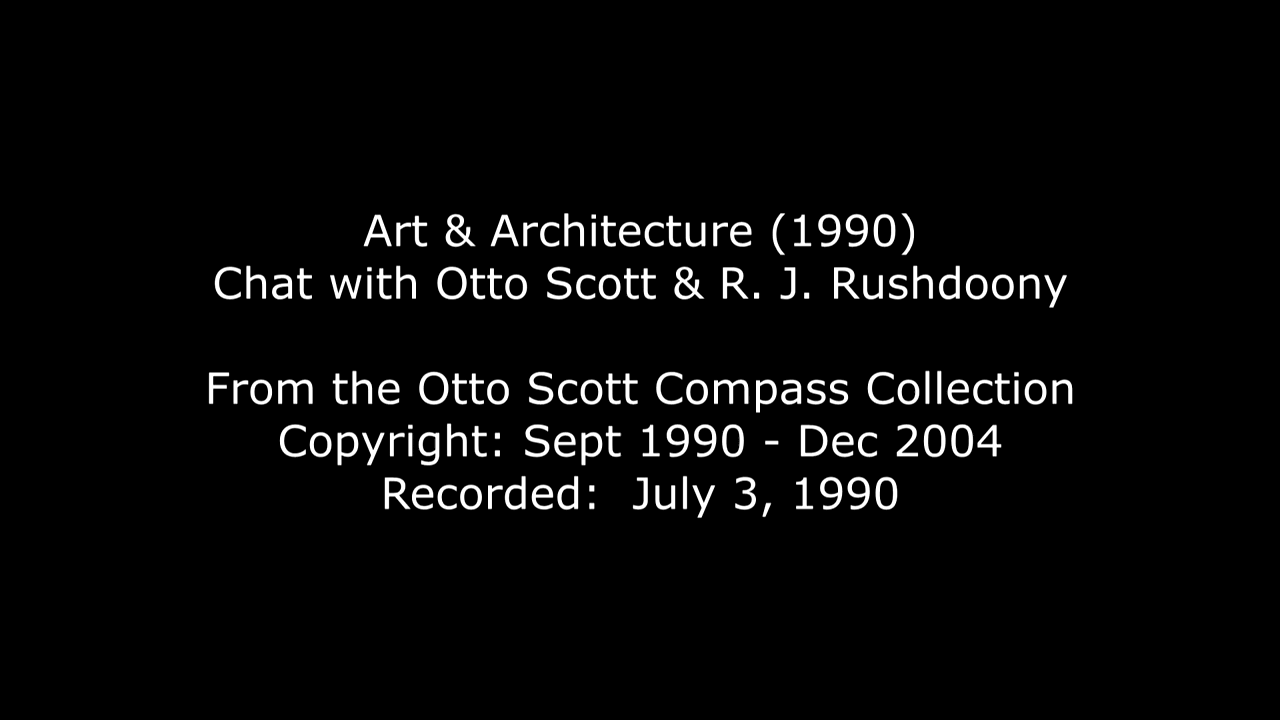 Art & Architecture (1990)
Chat with Otto Scott & R. J. Rushdoony
From the Otto Scott Compass Collection
Copyright: Sept 1990 - Dec 2004
Recorded:  July 3, 1990